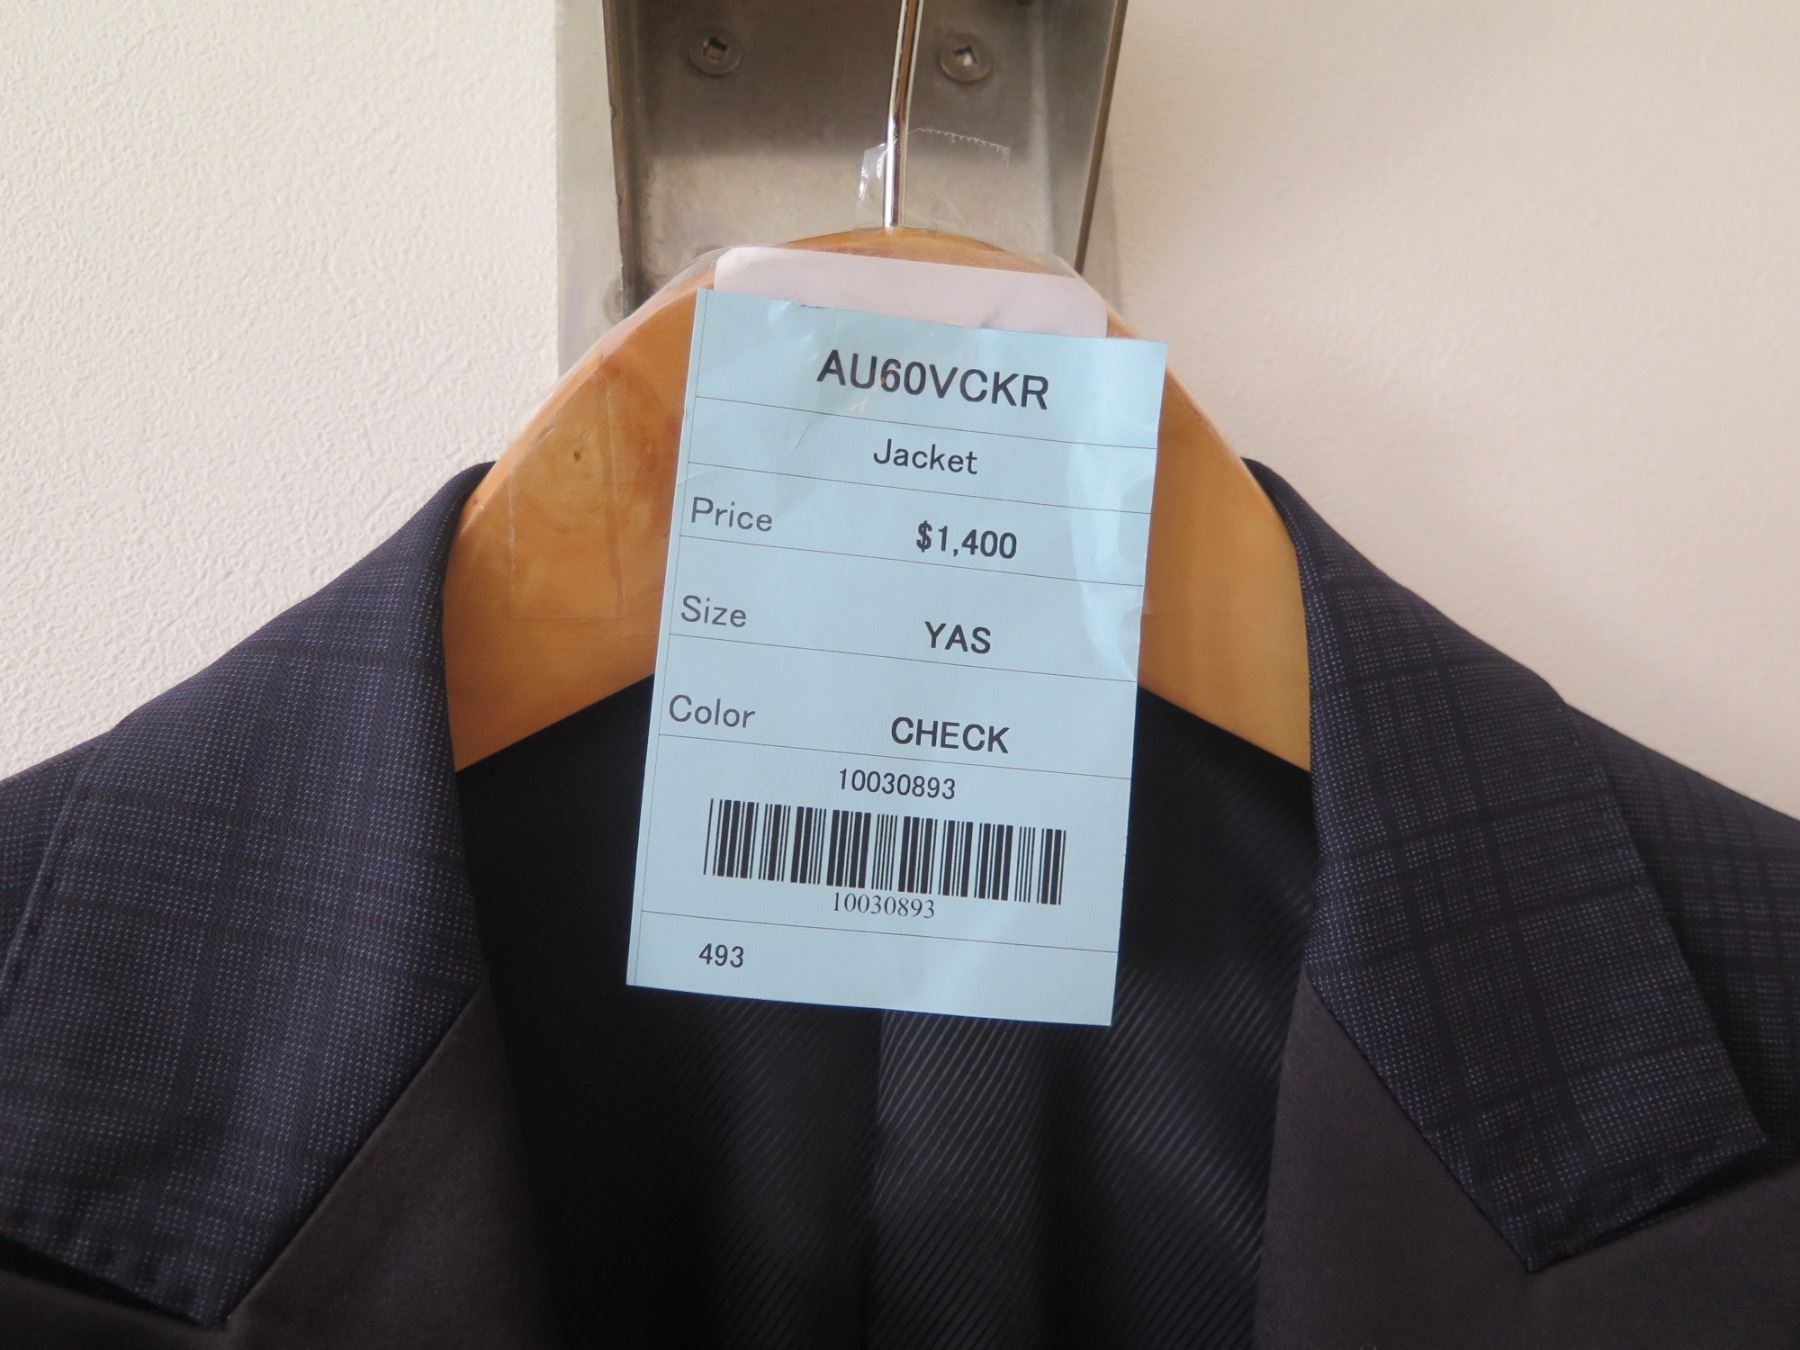 AU60VCKR
Jacket
Price $1,400
Size YAS
Color CHECK
10030893
10030893
493